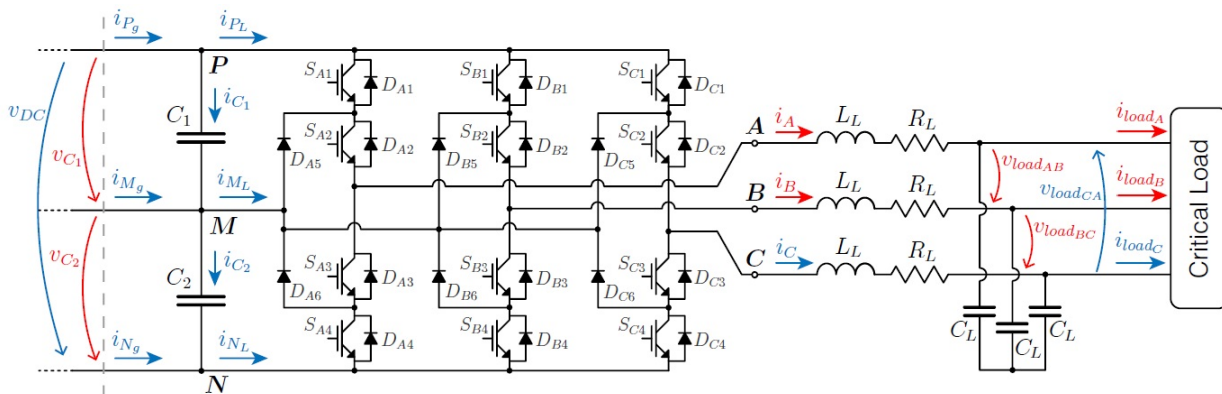 i_{P_g} i_{P_L}
P
S_{A1} D_{A1} S_{B1} D_{B1} S_{C1} D_{C1}
v_{DC} C_1 i_{C_1}
i_A L_L R_L i_{load_A}
S_{A2} D_{A2} S_{B2} D_{B2} S_{C2} D_{C2}
A
v_{C_1} D_{A5} D_{B5} D_{C5}
v_{load_{AB}}
i_{M_g} i_{M_L}
i_B L_L R_L v_{load_{CA}} i_{load_B}
B
M
v_{load_{BC}}
v_{C_2} C_2 i_{C_2}
i_C L_L R_L i_{load_C}
C
S_{A3} D_{A3} S_{B3} D_{B3} S_{C3} D_{C3}
D_{A6} D_{B6} D_{C6}
S_{A4} D_{A4} S_{B4} D_{B4} S_{C4} D_{C4}
C_L C_L C_L
i_{N_g} i_{N_L}
N
Critical Load